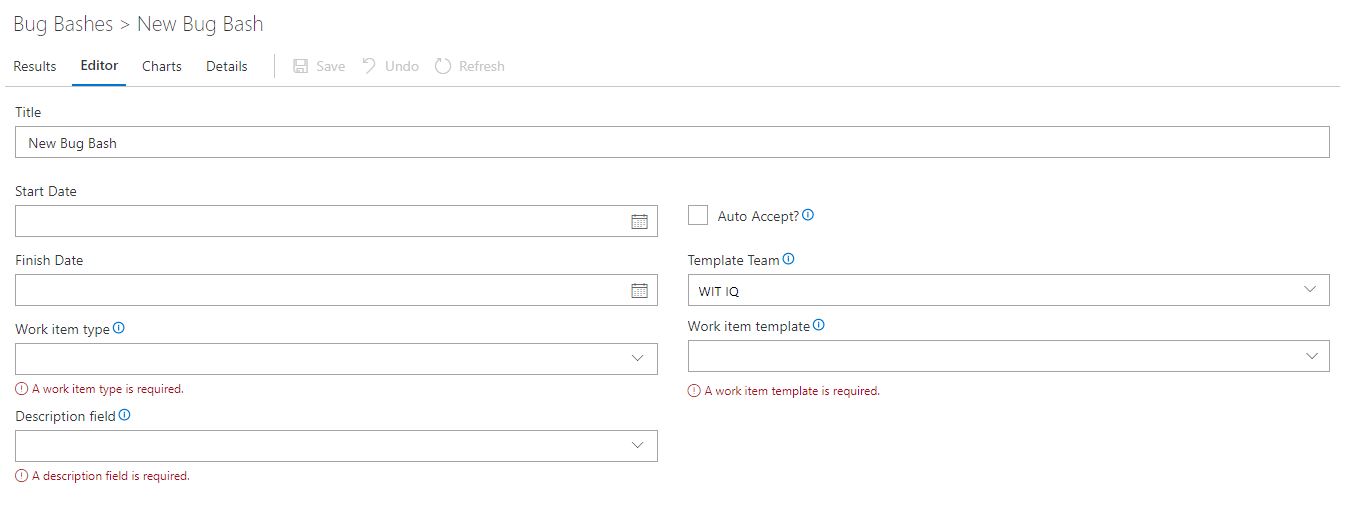 Bug Bashes > New Bug Bash
Results Editor Charts Details Save Undo Refresh
Title
New Bug Bash
Start Date
Auto Accept?
Finish Date
Template Team
WIT IQ
Work item type
Work item template
A work item type is required.
A work item template is required.
Description field
A description field is required.